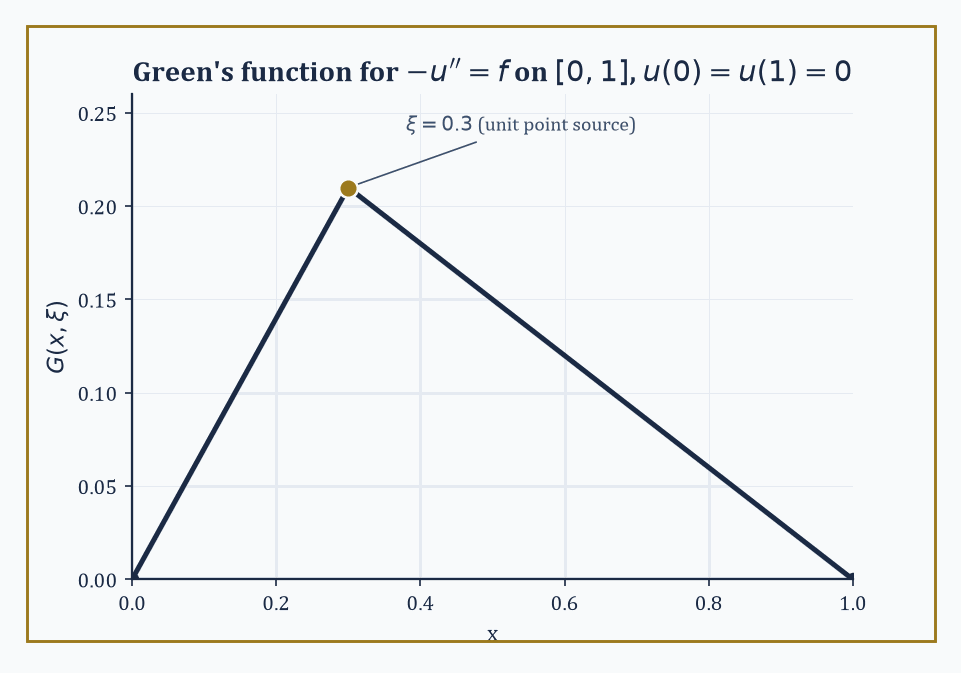 Green's function for −u″ = f on [0, 1], u(0) = u(1) = 0
ξ = 0.3 (unit point source)
G(x, ξ)
0.25
0.20
0.15
0.10
0.05
0.00
0.0 0.2 0.4 0.6 0.8 1.0
x